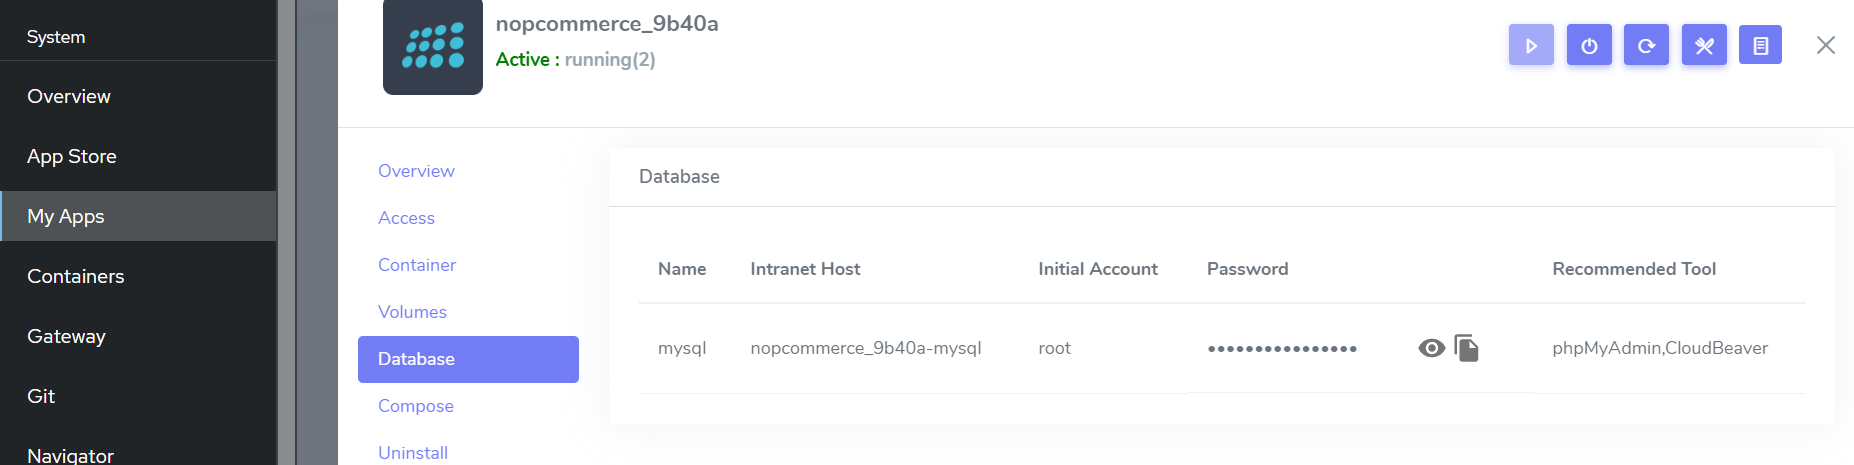 System
Overview
App Store
My Apps
Containers
Gateway
Git
Navigator
nopcommerce_9b40a
Active : running(2)
Overview
Access
Container
Volumes
Database
Compose
Uninstall
Database
Name Intranet Host Initial Account Password Recommended Tool
mysql nopcommerce_9b40a-mysql root •••••••••••••••• phpMyAdmin,CloudBeaver